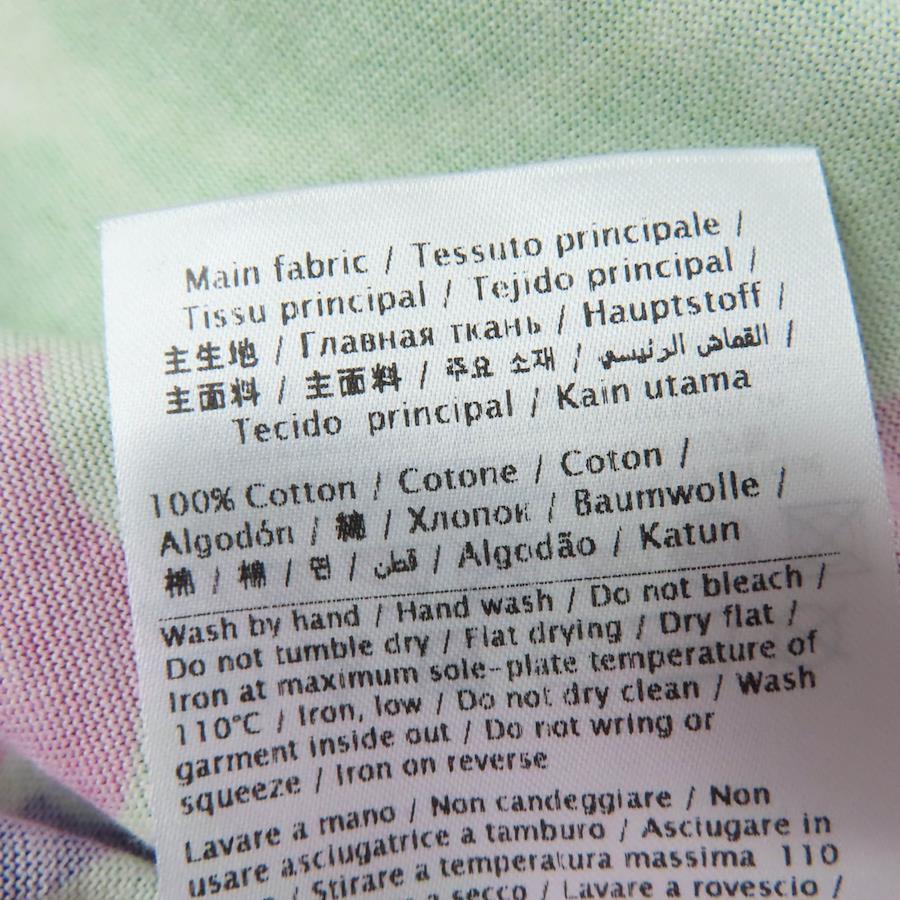 Main fabric / Tessuto principale /
Tissu principal / Tejido principal /
主生地 / Главная ткань / Hauptstoff /
主面料 / 主面料 / 주요 소재 / القماش الرئيسي /
Tecido principal / Kain utama
100% Cotton / Cotone / Coton /
Algodón / 綿 / Хлопок / Baumwolle /
棉 / 棉 / 면 / قطن / Algodão / Katun
Wash by hand / Hand wash / Do not bleach /
Do not tumble dry / Flat drying / Dry flat /
Iron at maximum sole-plate temperature of
110°C / Iron, low / Do not dry clean / Wash
garment inside out / Do not wring or
squeeze / Iron on reverse
Lavare a mano / Non candeggiare / Non
usare asciugatrice a tamburo / Asciugare in
/ Stirare a temperatura massima 110
a secco / Lavare a rovescio /